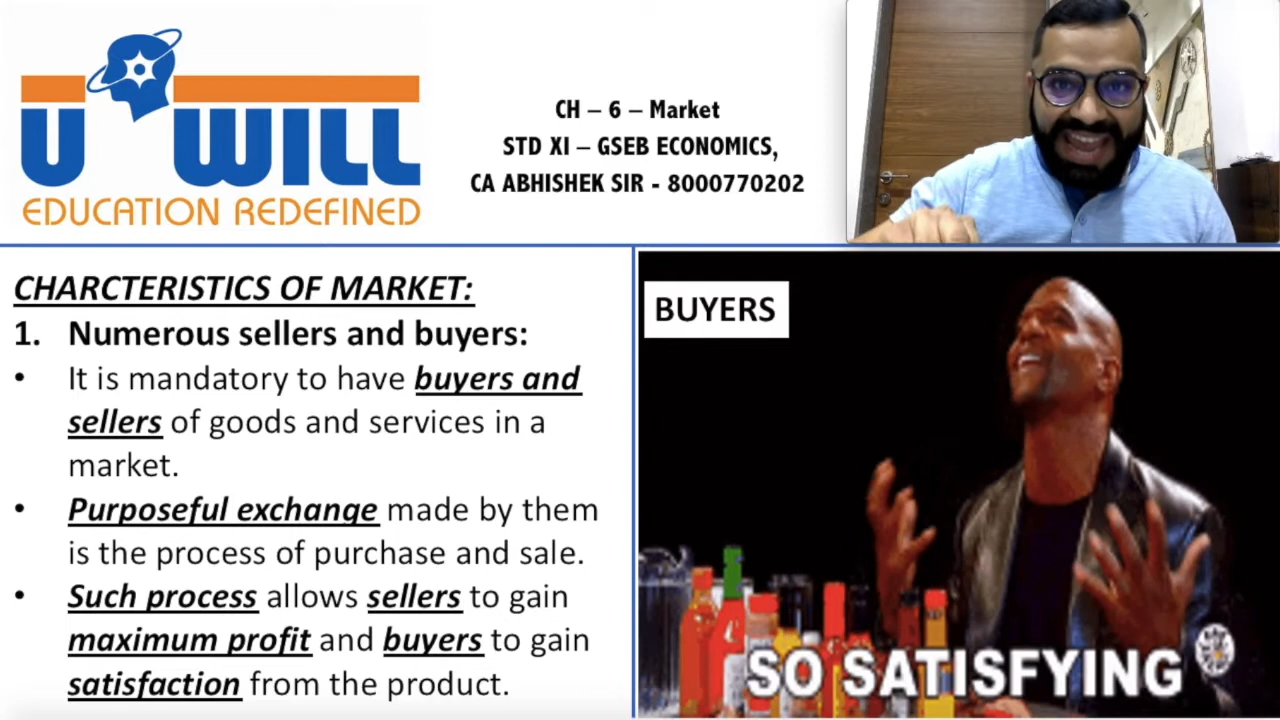 U WILL
EDUCATION REDEFINED
CH – 6 – Market
STD XI – GSEB ECONOMICS,
CA ABHISHEK SIR - 8000770202
CHARCTERISTICS OF MARKET:
1. Numerous sellers and buyers:
• It is mandatory to have buyers and
sellers of goods and services in a
market.
• Purposeful exchange made by them
is the process of purchase and sale.
• Such process allows sellers to gain
maximum profit and buyers to gain
satisfaction from the product.
BUYERS
SO SATISFYING